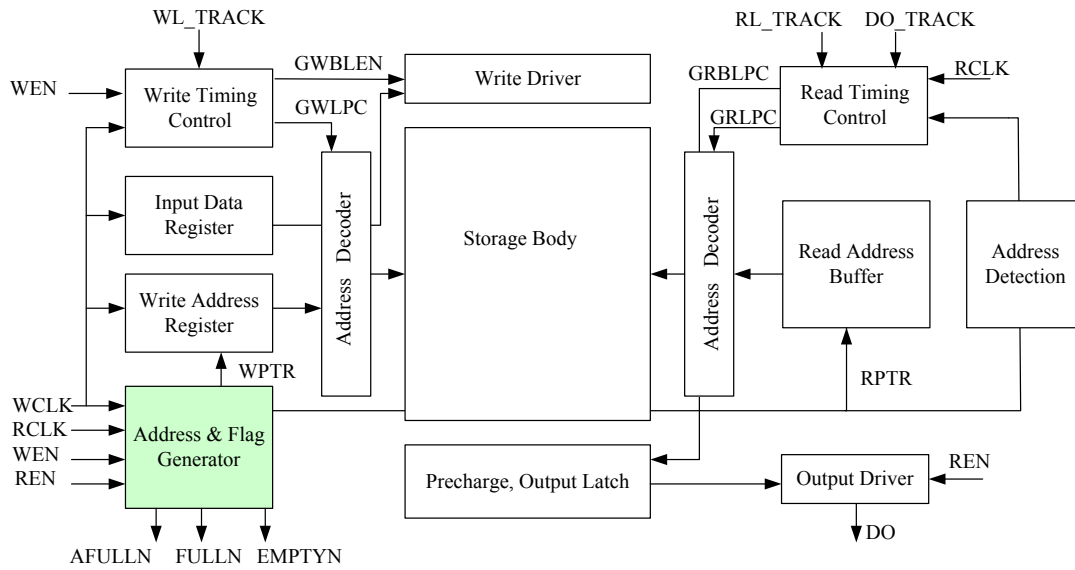 WL_TRACK
RL_TRACK
DO_TRACK
WEN
Write Timing
Control
GWBLEN
GWLPC
Write Driver
GRBLPC
GRLPC
Read Timing
Control
RCLK
Input Data
Register
Address Decoder
Storage Body
Address Decoder
Read Address
Buffer
Address
Detection
Write Address
Register
WPTR
RPTR
WCLK
RCLK
WEN
REN
Address & Flag
Generator
Precharge, Output Latch
Output Driver
REN
AFULLN
FULLN
EMPTYN
DO